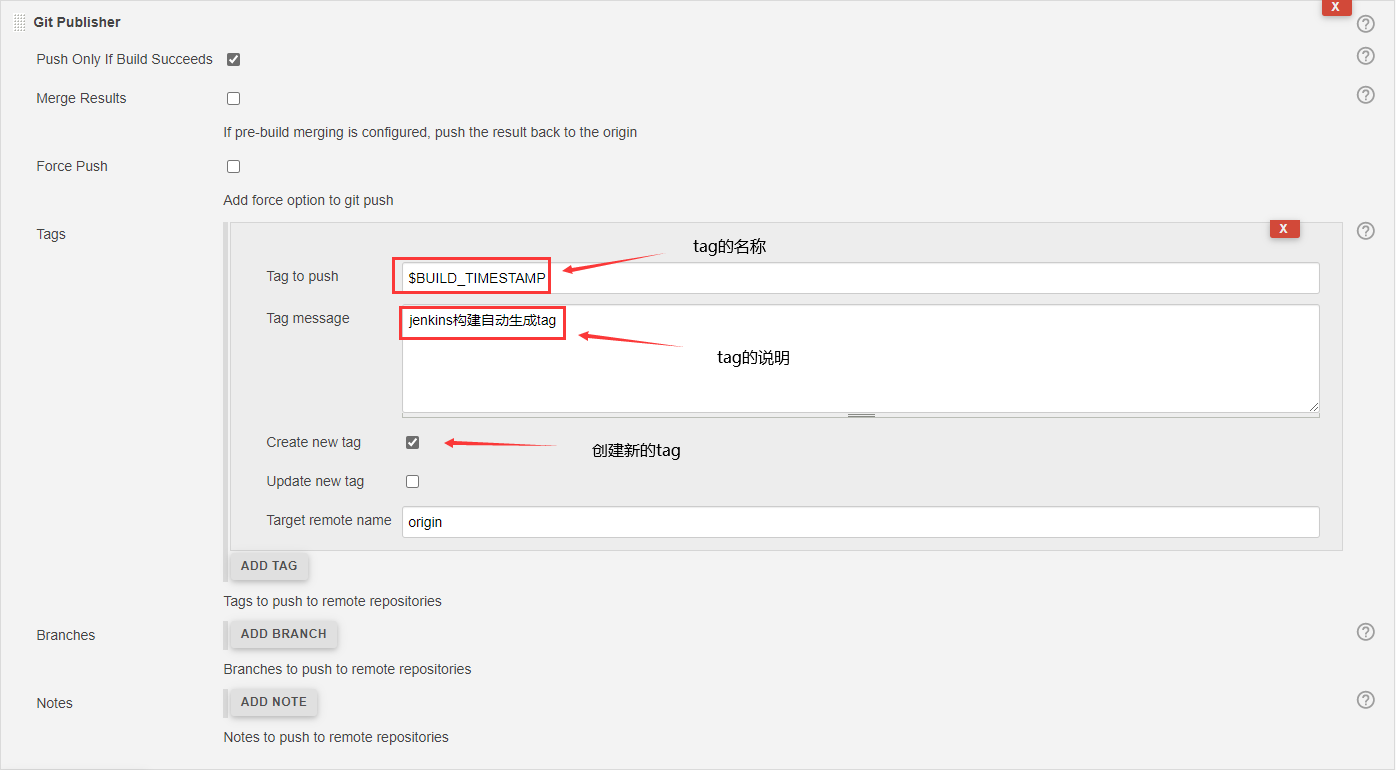 Git Publisher
X
Push Only If Build Succeeds
Merge Results
If pre-build merging is configured, push the result back to the origin
Force Push
Add force option to git push
Tags
X
tag的名称
Tag to push
$BUILD_TIMESTAMP
Tag message
jenkins构建自动生成tag
tag的说明
Create new tag
创建新的tag
Update new tag
Target remote name
origin
ADD TAG
Tags to push to remote repositories
Branches
ADD BRANCH
Branches to push to remote repositories
Notes
ADD NOTE
Notes to push to remote repositories